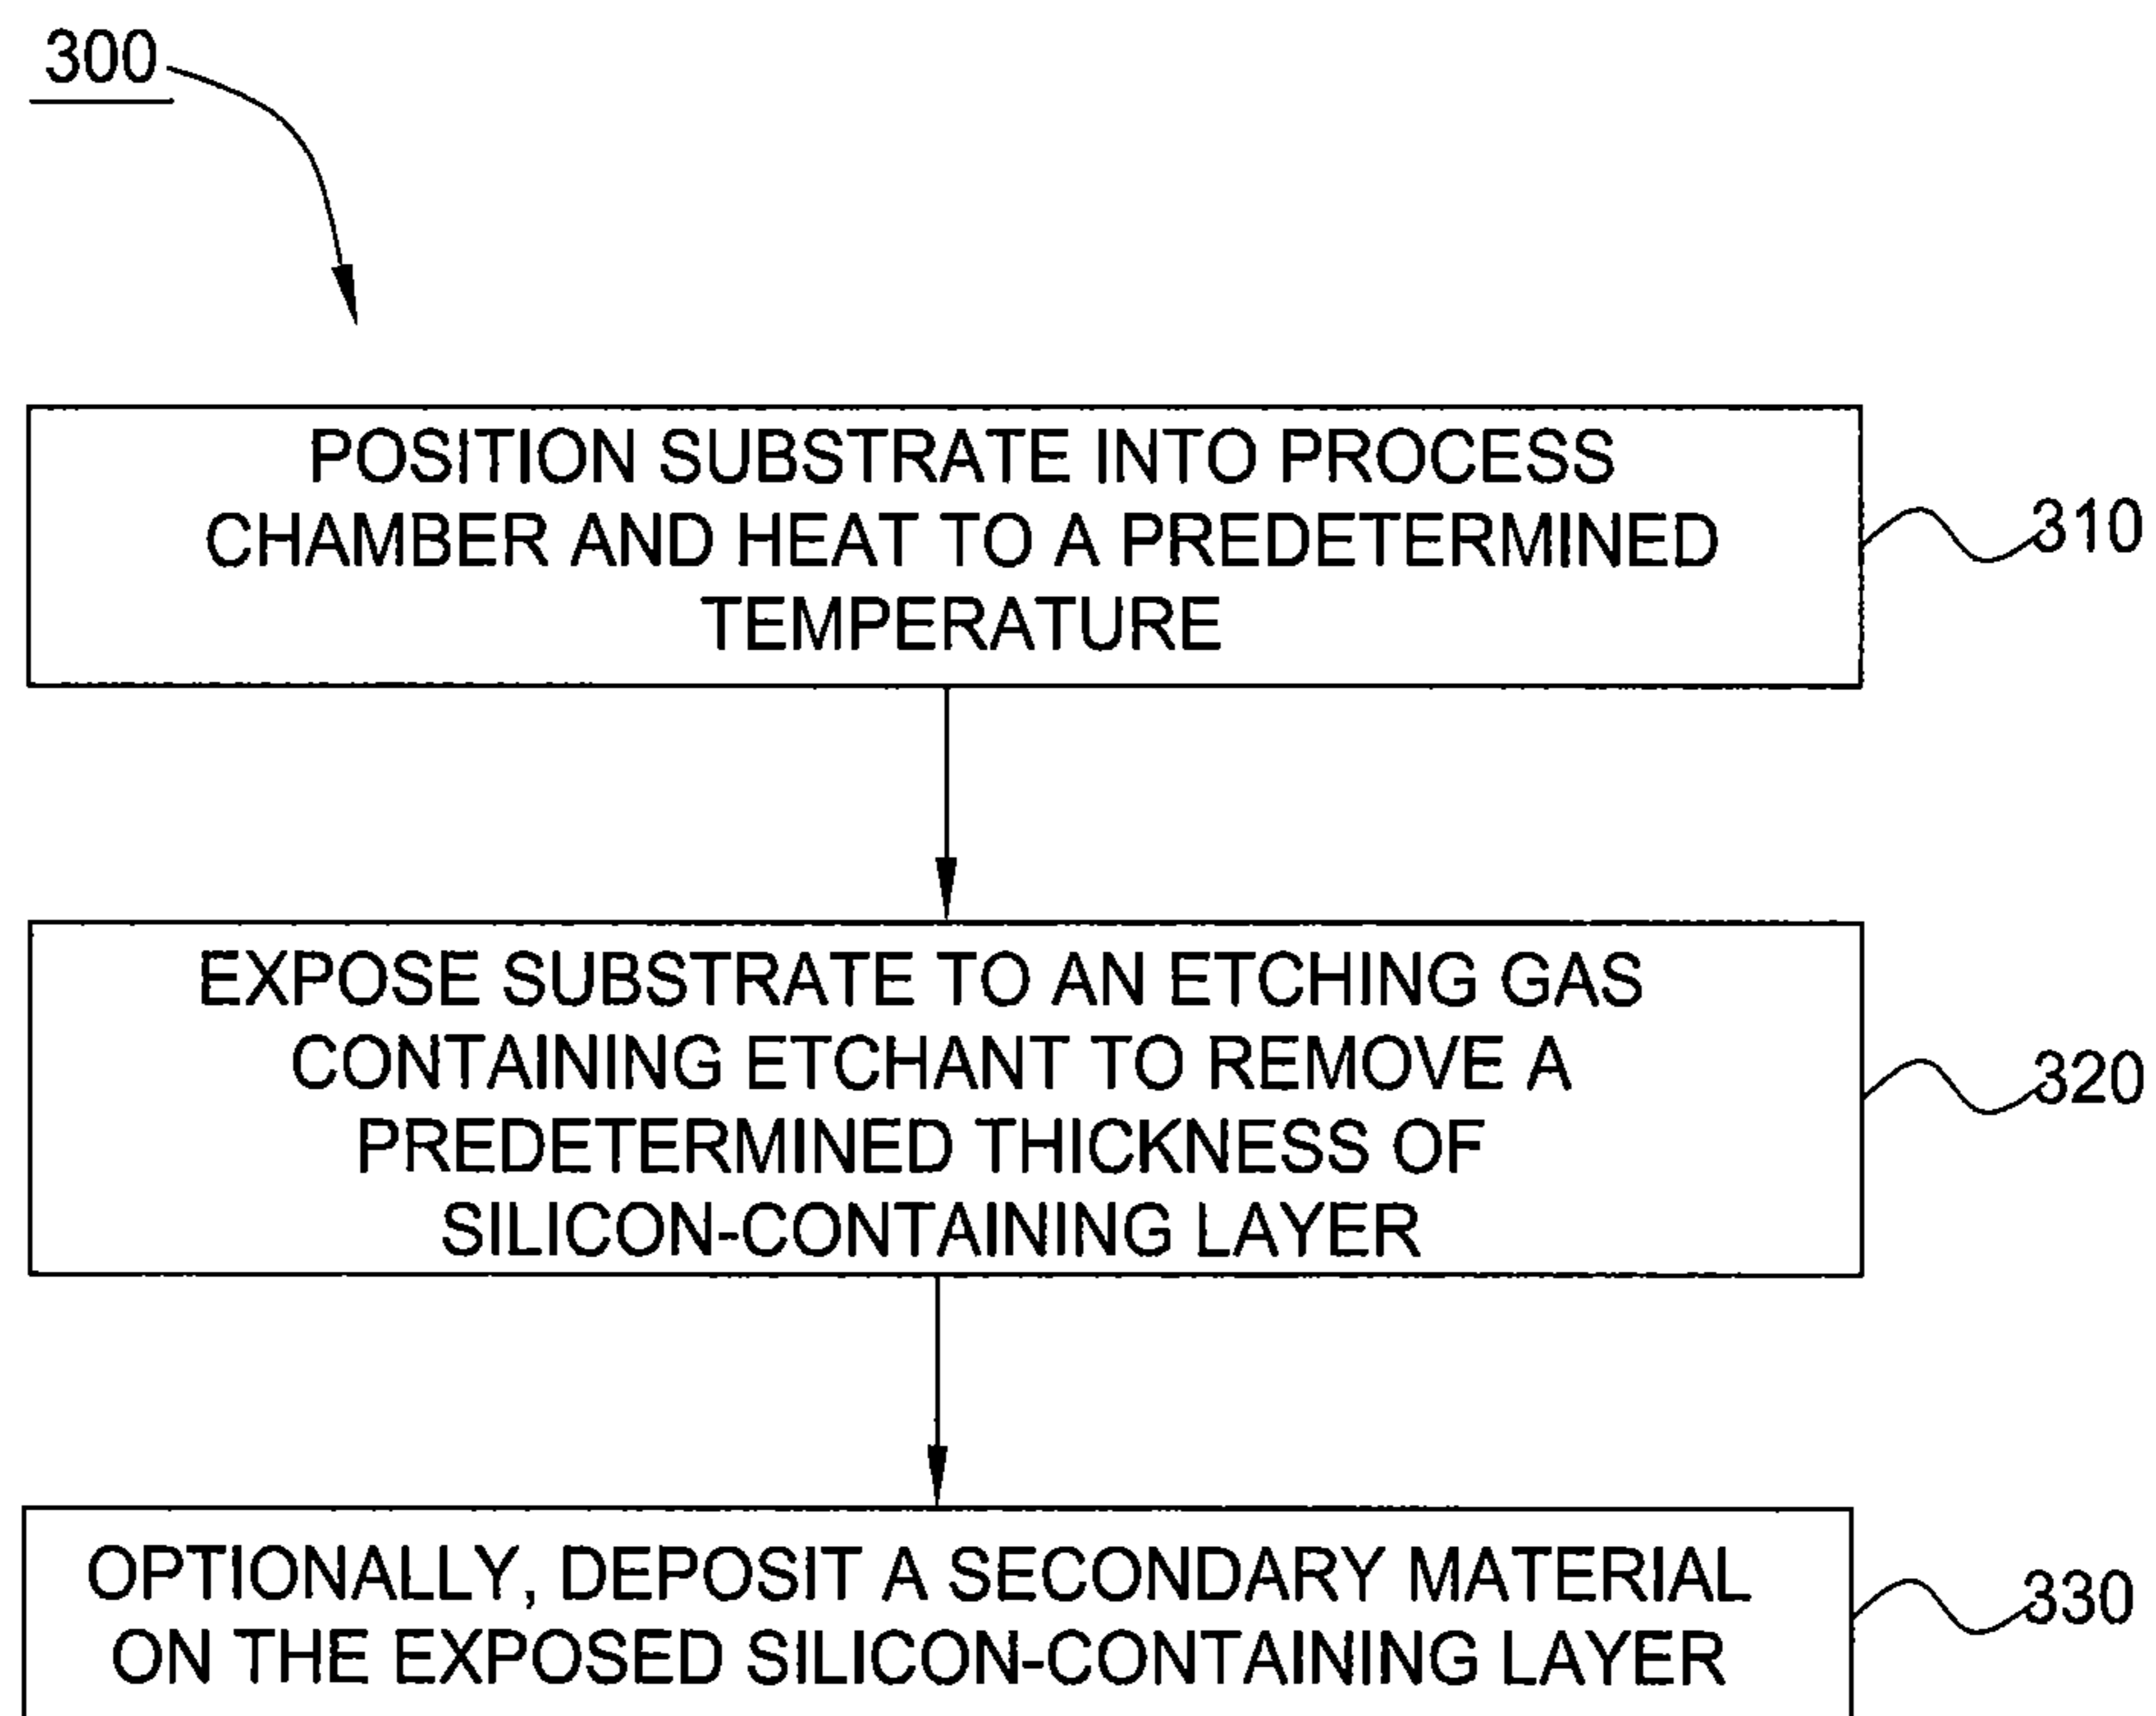 300
POSITION SUBSTRATE INTO PROCESS
CHAMBER AND HEAT TO A PREDETERMINED
TEMPERATURE
310
EXPOSE SUBSTRATE TO AN ETCHING GAS
CONTAINING ETCHANT TO REMOVE A
PREDETERMINED THICKNESS OF
SILICON-CONTAINING LAYER
320
OPTIONALLY, DEPOSIT A SECONDARY MATERIAL
ON THE EXPOSED SILICON-CONTAINING LAYER
330